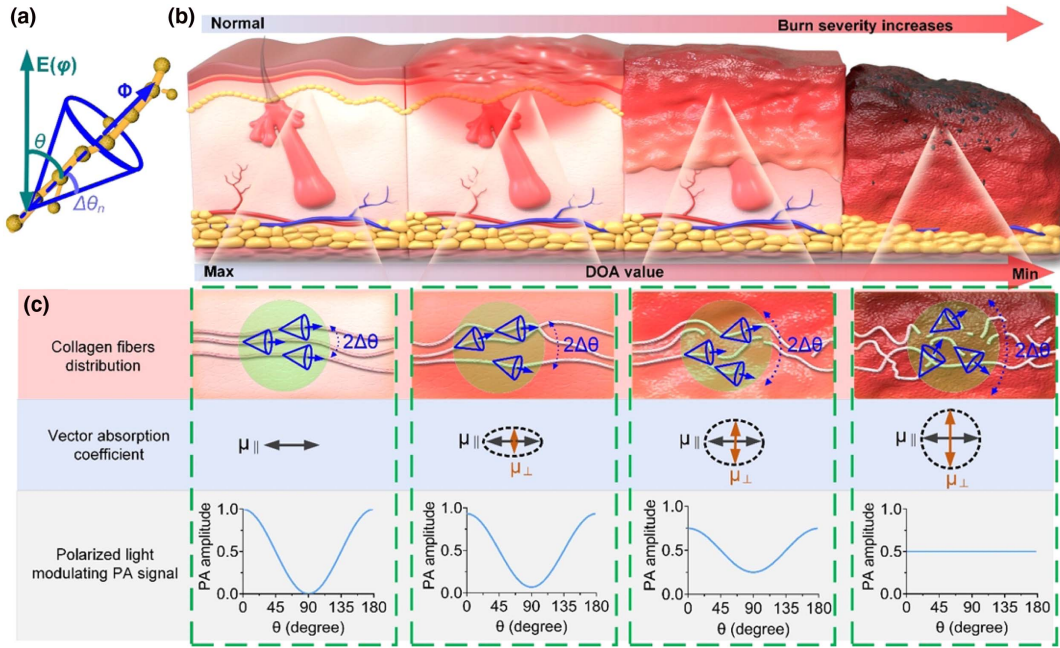 (a)
E(φ)
Φ
θ
Δθn
(b)
Normal
Burn severity increases
Max
DOA value
Min
(c)
Collagen fibers
distribution
2Δθ
2Δθ
2Δθ
2Δθ
Vector absorption
coefficient
μ∥
μ∥
μ⊥
μ∥
μ⊥
μ∥
μ⊥
Polarized light
modulating PA signal
PA amplitude
1.0
0.5
0
0 45 90 135 180
θ (degree)
PA amplitude
1.0
0.5
0
0 45 90 135 180
θ (degree)
PA amplitude
1.0
0.5
0
0 45 90 135 180
θ (degree)
PA amplitude
1.0
0.5
0
0 45 90 135 180
θ (degree)